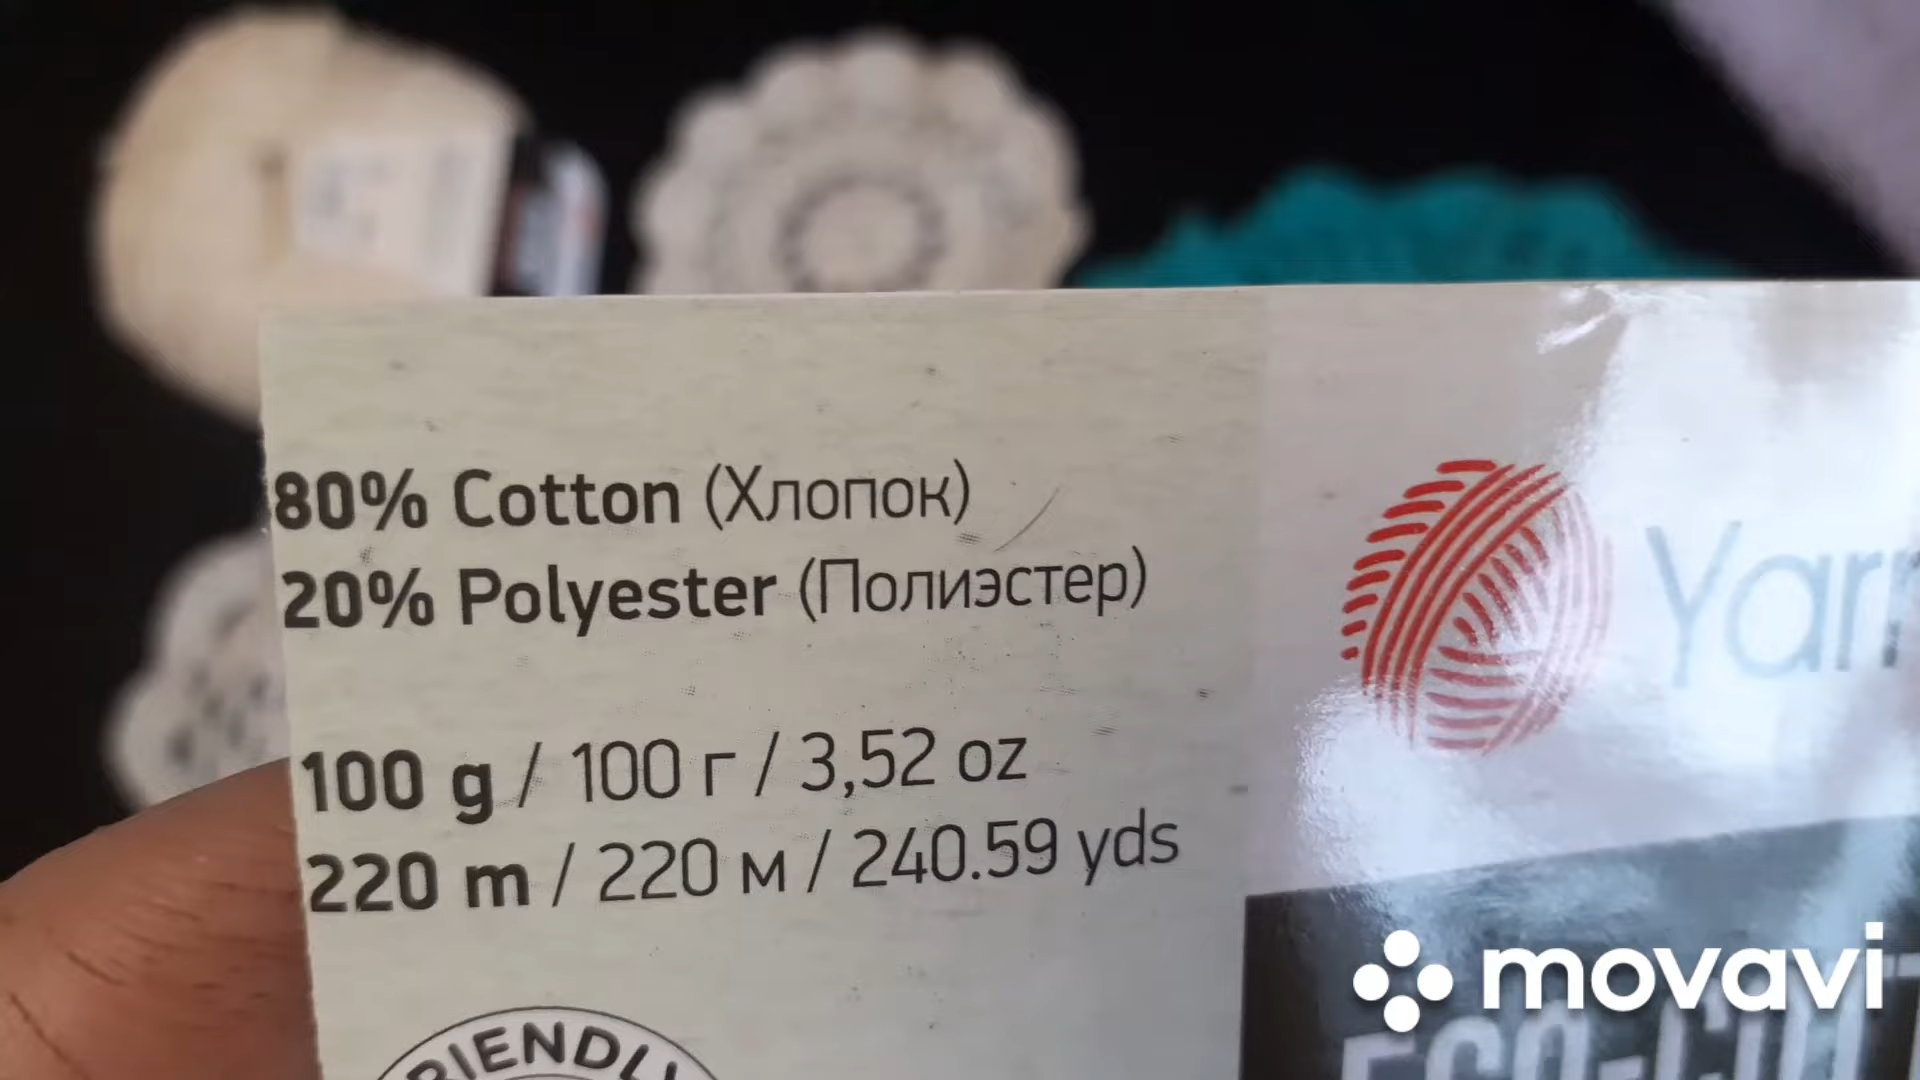 80% Cotton (Хлопок)
20% Polyester (Полиэстер)
100 g / 100 г / 3,52 oz
220 m / 220 м / 240.59 yds
movavi